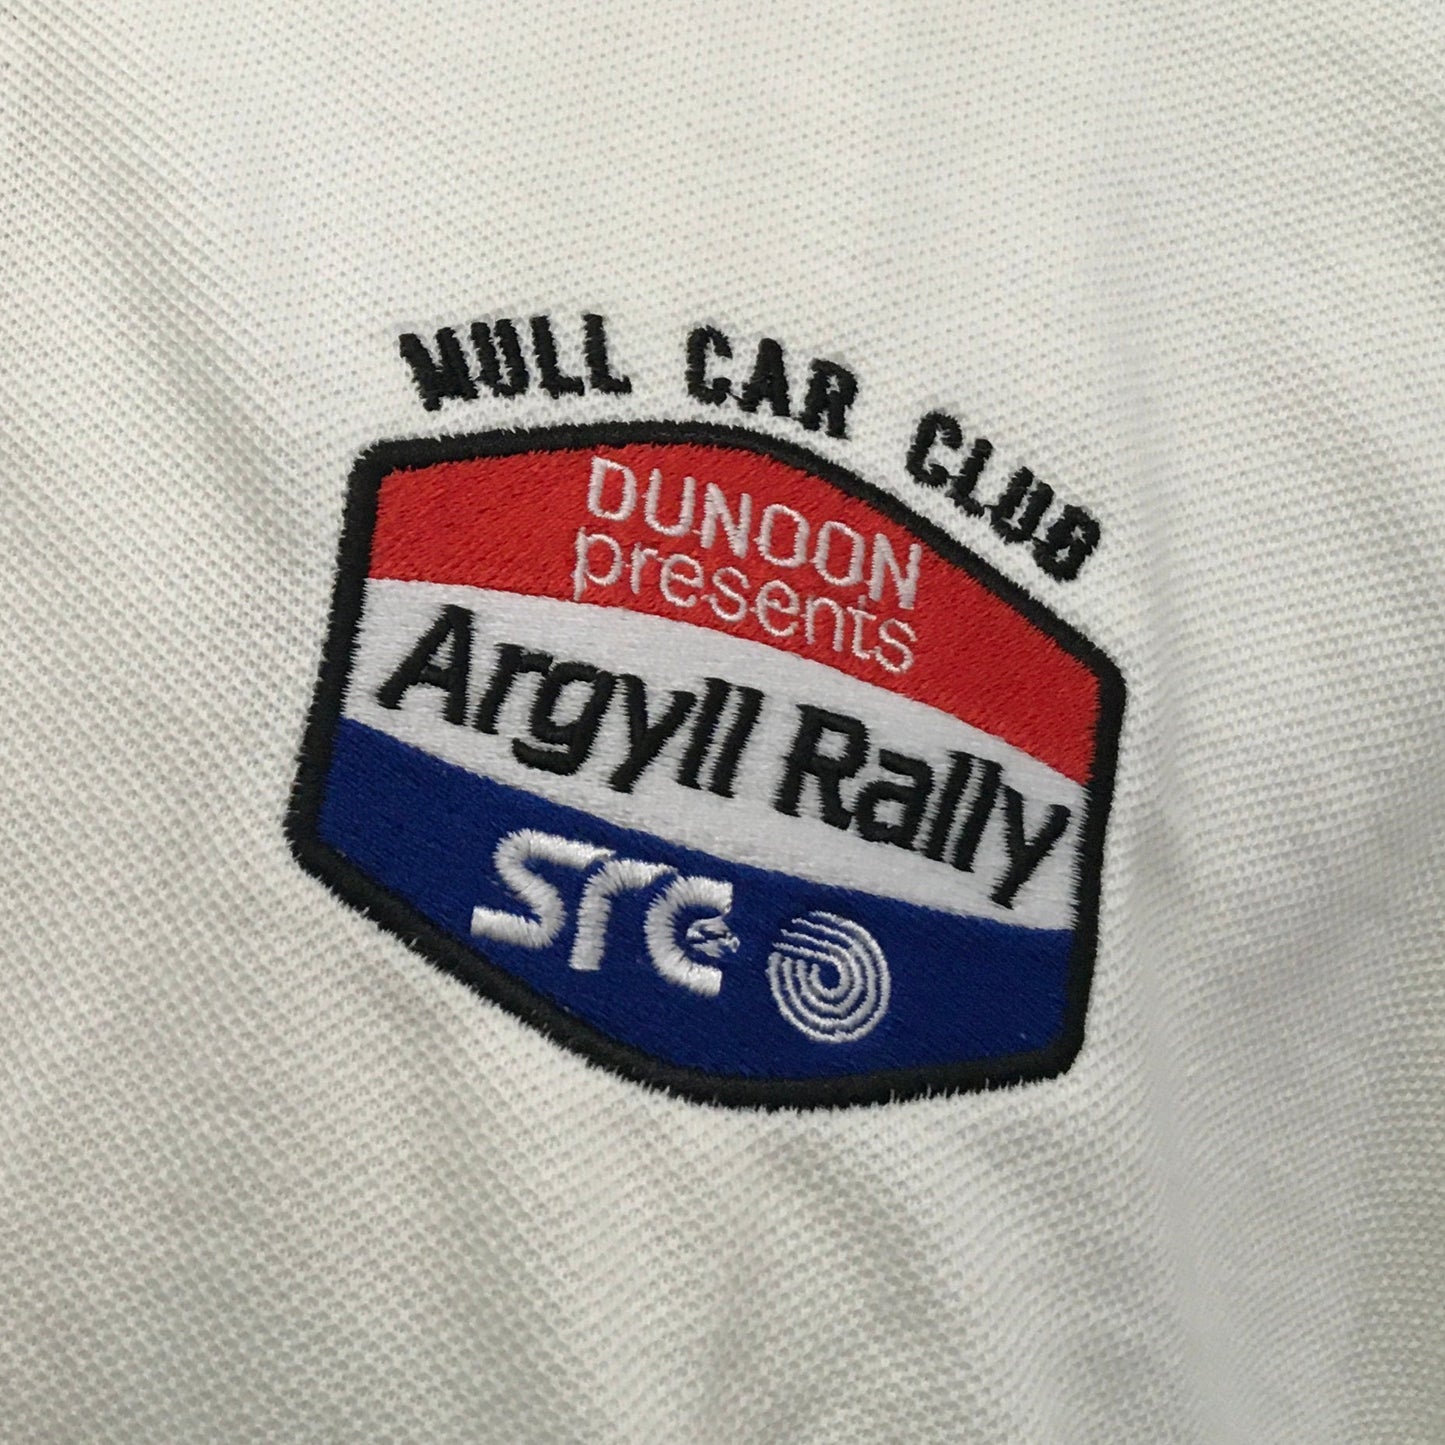 MULL CAR CLUB
DUNOON
presents
Argyll Rally
SrC